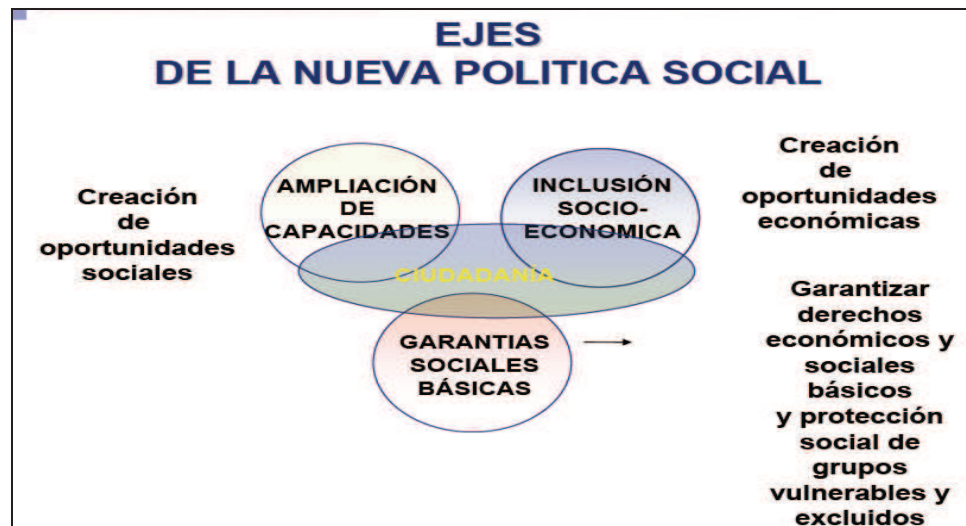 EJES
DE LA NUEVA POLITICA SOCIAL
Creación
de
oportunidades
sociales
AMPLIACIÓN
DE
CAPACIDADES
INCLUSIÓN
SOCIO-
ECONOMICA
Creación
de
oportunidades
económicas
CIUDADANÍA
GARANTIAS
SOCIALES
BÁSICAS
Garantizar
derechos
económicos y
sociales
básicos
y protección
social de
grupos
vulnerables y
excluidos